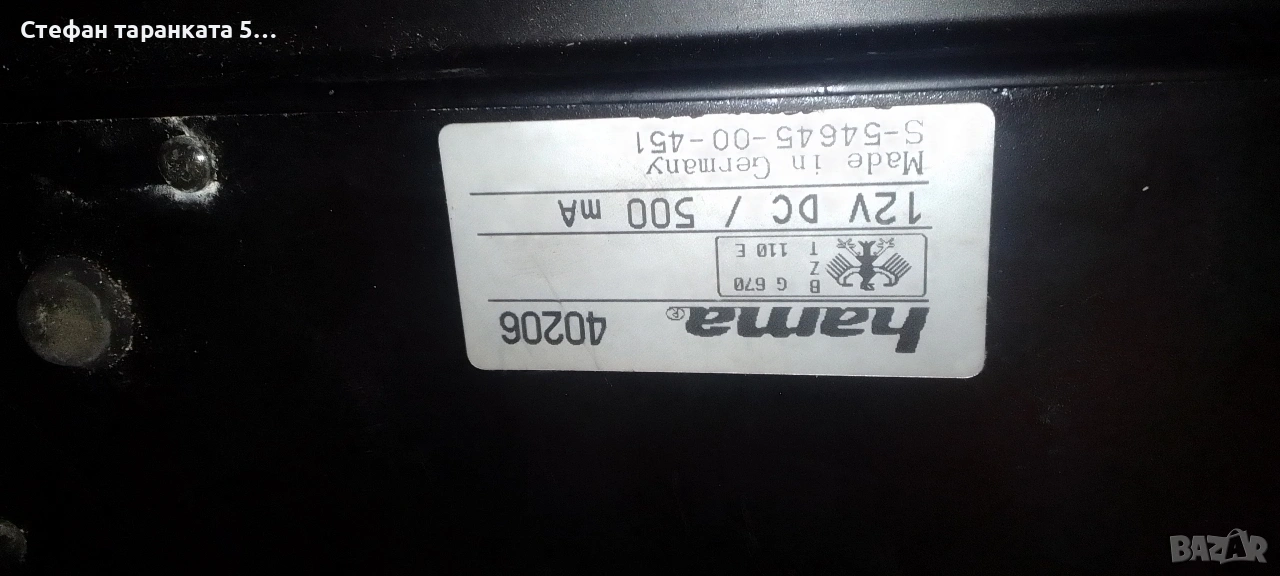 Стефан таранката 5...
hama® 40206
B G 670
Z
T 110 E
12V DC / 500 mA
Made in Germany
S-54645-00-451
BAZAR